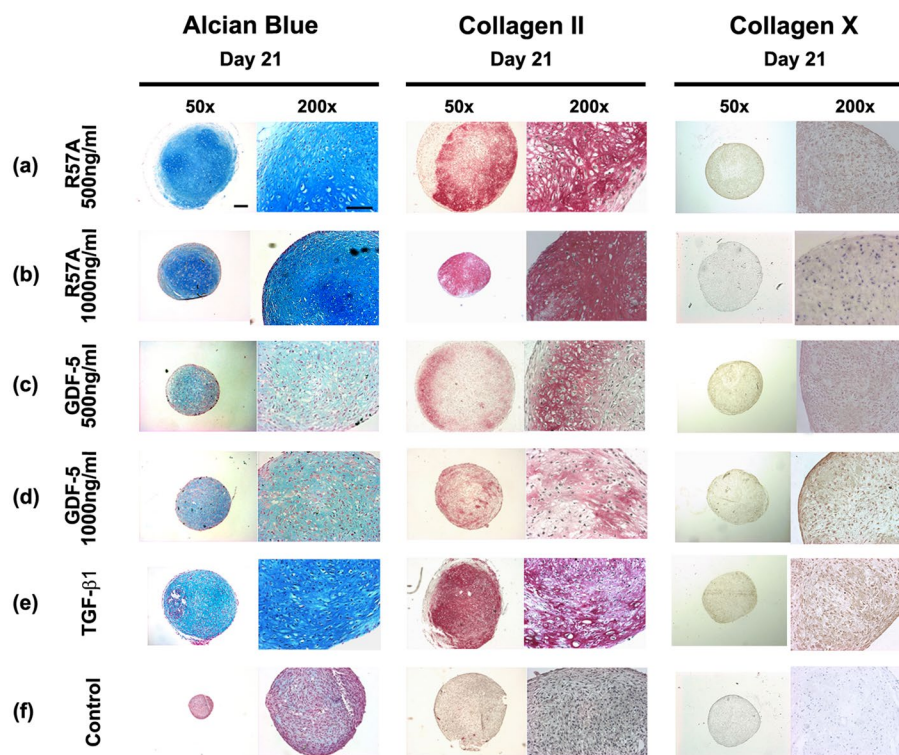 Alcian Blue Collagen II Collagen X
Day 21 Day 21 Day 21
50x 200x 50x 200x 50x 200x
(a) R57A 500ng/ml
(b) R57A 1000ng/ml
(c) GDF-5 500ng/ml
(d) GDF-5 1000ng/ml
(e) TGF-β1
(f) Control